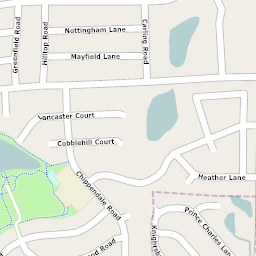 Nottingham Lane
Mayfield Lane
Greenfield Road
Hilltop Road
Carling Road
Lancaster Court
Cobblehill Court
Heather Lane
Chippendale Road
Prince Charles Lane